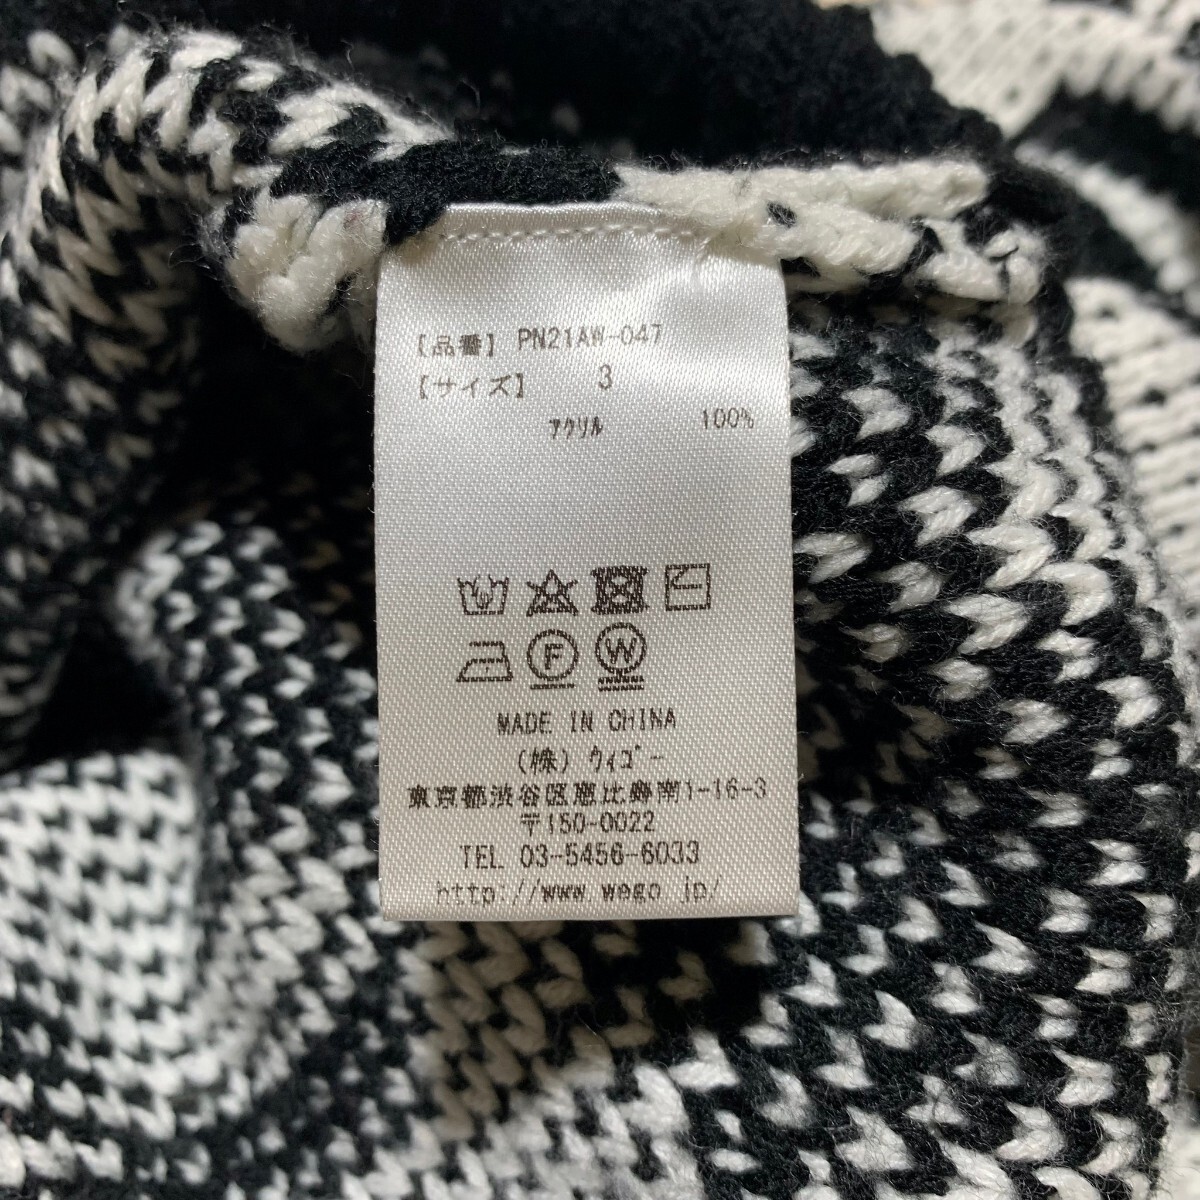 【品番】 PN21AW-047
【サイズ】 3
アクリル 100%
F W
MADE IN CHINA
(株) ウィゴー
東京都渋谷区恵比寿南1-16-3
〒150-0022
TEL 03-5456-6033
http://www.wego.jp/